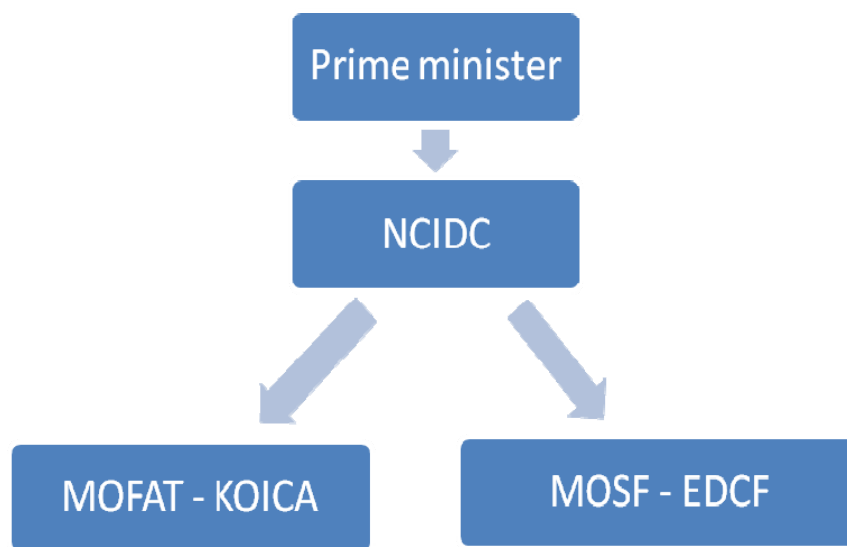 Prime minister
NCIDC
MOFAT - KOICA
MOSF - EDCF